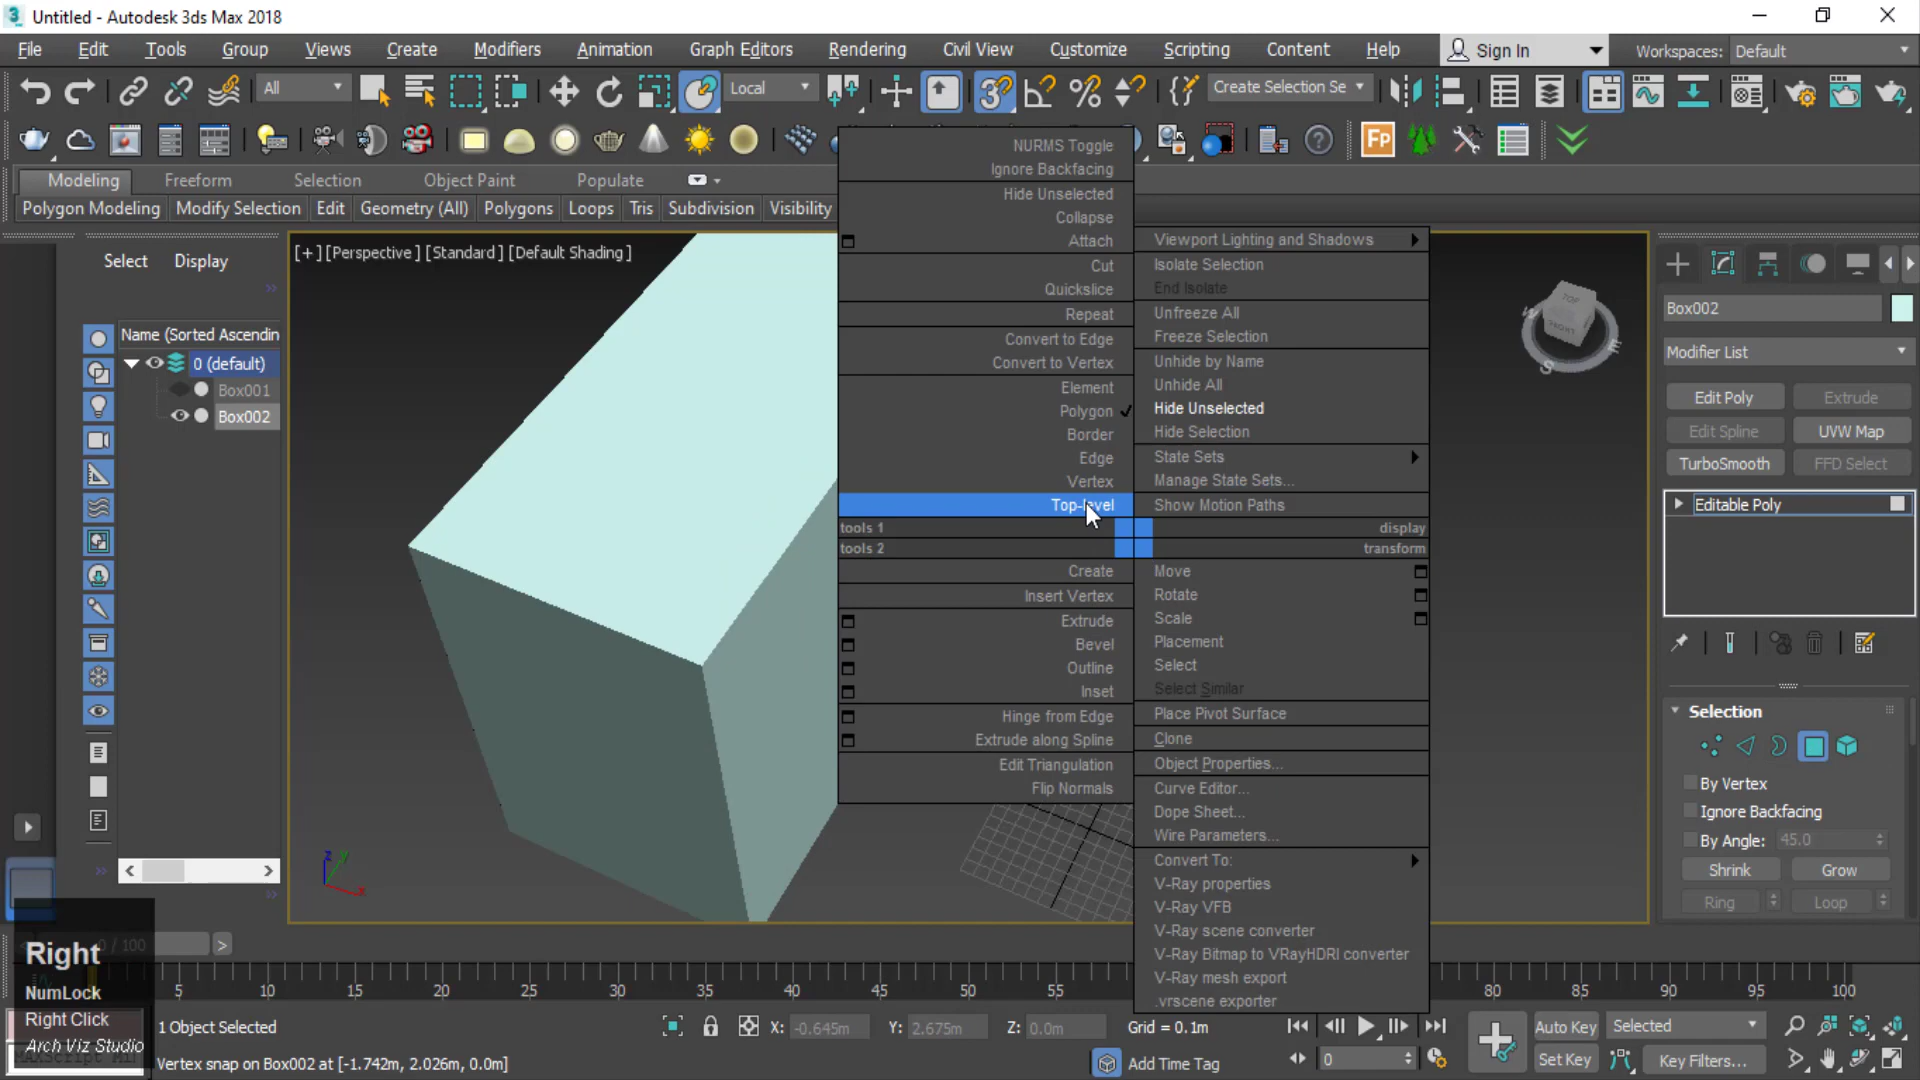 Untitled - Autodesk 3ds Max 2018
File Edit Tools Group Views Create Modifiers Animation Graph Editors Rendering Civil View Customize Scripting Content Help Sign In Workspaces: Default
All Local Create Selection Se
Modeling Freeform Selection Object Paint Populate
Polygon Modeling Modify Selection Edit Geometry (All) Polygons Loops Tris Subdivision Visibility
[+] [Perspective] [Standard] [Default Shading]
Select Display
Name (Sorted Ascendin
0 (default)
Box001
Box002
NURMS Toggle
Ignore Backfacing
Hide Unselected
Collapse
Attach
Cut
Quickslice
Repeat
Convert to Edge
Convert to Vertex
Element
Polygon
Border
Edge
Vertex
Top-level
tools 1
tools 2
Create
Insert Vertex
Extrude
Bevel
Outline
Inset
Hinge from Edge
Extrude along Spline
Edit Triangulation
Flip Normals
Viewport Lighting and Shadows
Isolate Selection
End Isolate
Unfreeze All
Freeze Selection
Unhide by Name
Unhide All
Hide Unselected
Hide Selection
State Sets
Manage State Sets...
Show Motion Paths
display
transform
Move
Rotate
Scale
Placement
Select
Select Similar
Place Pivot Surface
Clone
Object Properties...
Curve Editor...
Dope Sheet...
Wire Parameters...
Convert To:
V-Ray properties
V-Ray VFB
V-Ray scene converter
V-Ray Bitmap to VRayHDRI converter
V-Ray mesh export
.vrscene exporter
TOP
W E S
Box002
Modifier List
Edit Poly Extrude
Edit Spline UVW Map
TurboSmooth FFD Select
Editable Poly
Selection
By Vertex
Ignore Backfacing
By Angle: 45.0
Shrink Grow
Ring Loop
z y x
0 / 100
5 10 15 20 25 30 35 40 45 50 55 80 85 90 95 100
Right
NumLock
Right Click
Arch Viz Studio
1 Object Selected X: -0.645m Y: 2.675m Z: 0.0m Grid = 0.1m Auto Key Selected
Vertex snap on Box002 at [-1.742m, 2.026m, 0.0m] Add Time Tag 0 Set Key Key Filters...